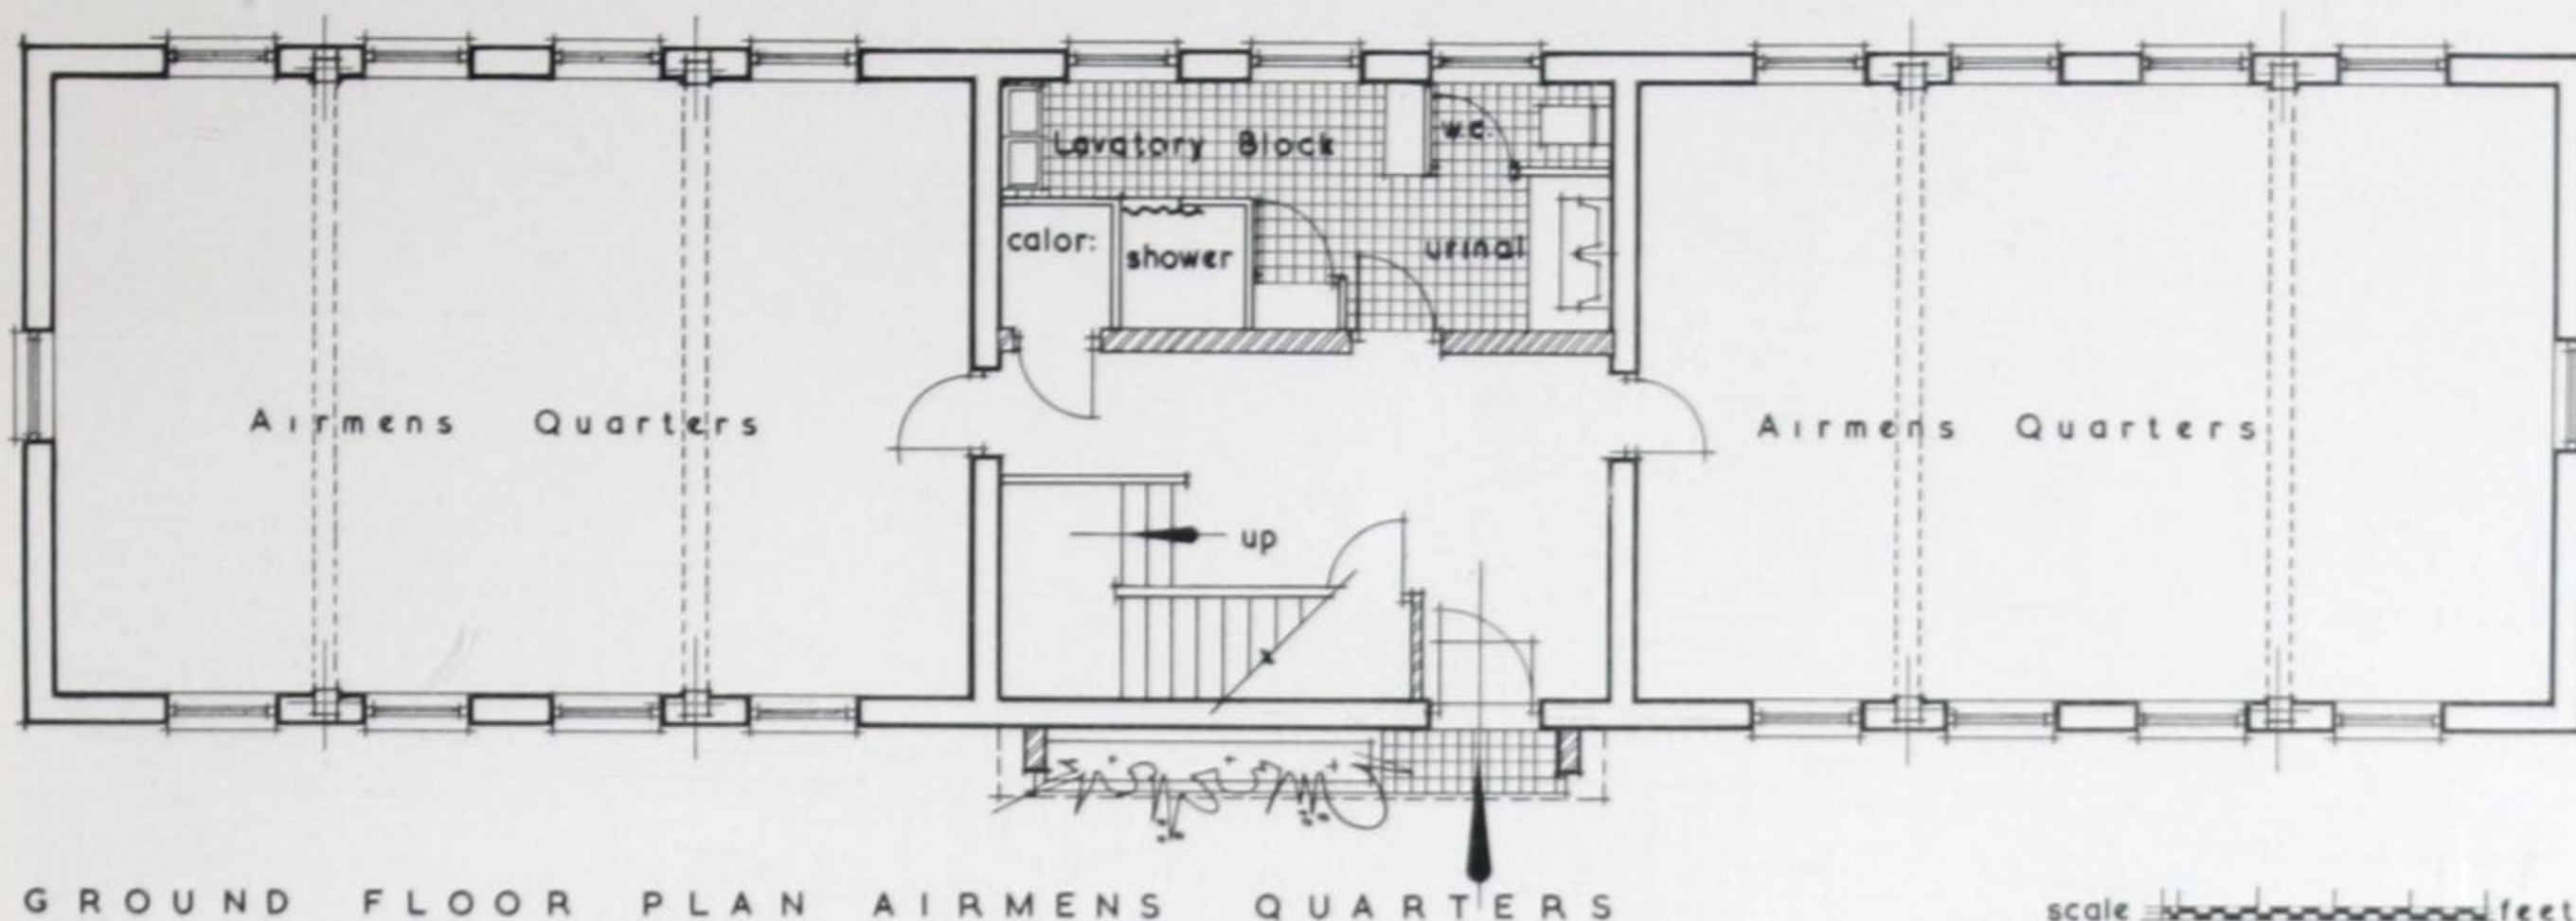 Lavatory Block
w.c.
calor:
shower
urinal
Airmens Quarters
Airmens Quarters
up
GROUND FLOOR PLAN AIRMENS QUARTERS
scale feet